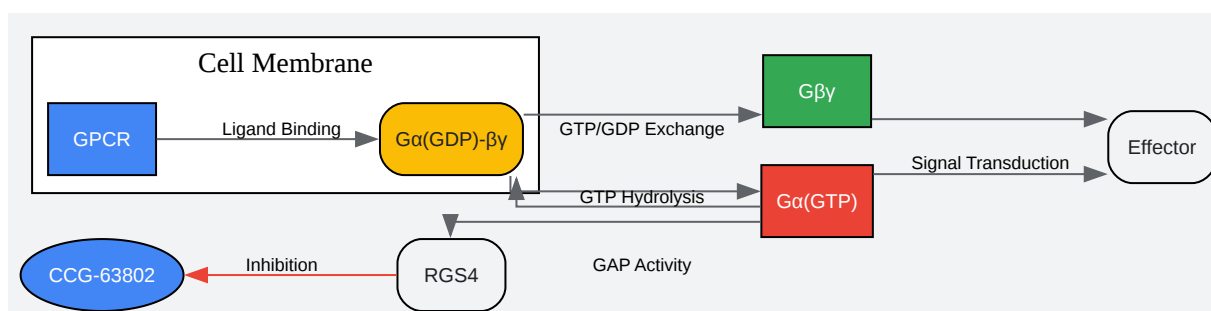 Cell Membrane
GPCR
Ligand Binding
Gα(GDP)-βγ
GTP/GDP Exchange
Gβγ
Effector
Signal Transduction
GTP Hydrolysis
Gα(GTP)
CCG-63802
Inhibition
RGS4
GAP Activity